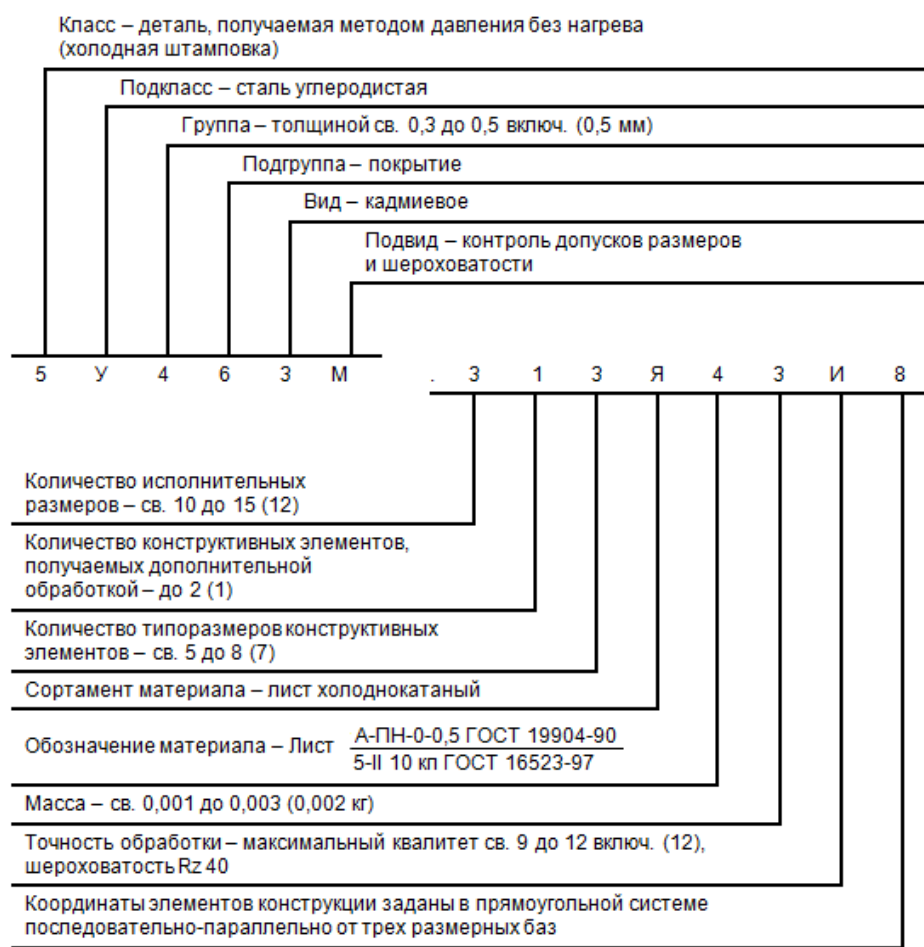 Класс – деталь, получаемая методом давления без нагрева
(холодная штамповка)
Подкласс – сталь углеродистая
Группа – толщиной св. 0,3 до 0,5 включ. (0,5 мм)
Подгруппа – покрытие
Вид – кадмиевое
Подвид – контроль допусков размеров
и шероховатости
5 У 4 6 3 М . 3 1 3 Я 4 3 И 8
Количество исполнительных
размеров – св. 10 до 15 (12)
Количество конструктивных элементов,
получаемых дополнительной
обработкой – до 2 (1)
Количество типоразмеров конструктивных
элементов – св. 5 до 8 (7)
Сортамент материала – лист холоднокатаный
Обозначение материала – Лист А-ПН-0-0,5 ГОСТ 19904-90
5-II 10 кп ГОСТ 16523-97
Масса – св. 0,001 до 0,003 (0,002 кг)
Точность обработки – максимальный квалитет св. 9 до 12 включ. (12),
шероховатость Rz 40
Координаты элементов конструкции заданы в прямоугольной системе
последовательно-параллельно от трех размерных баз